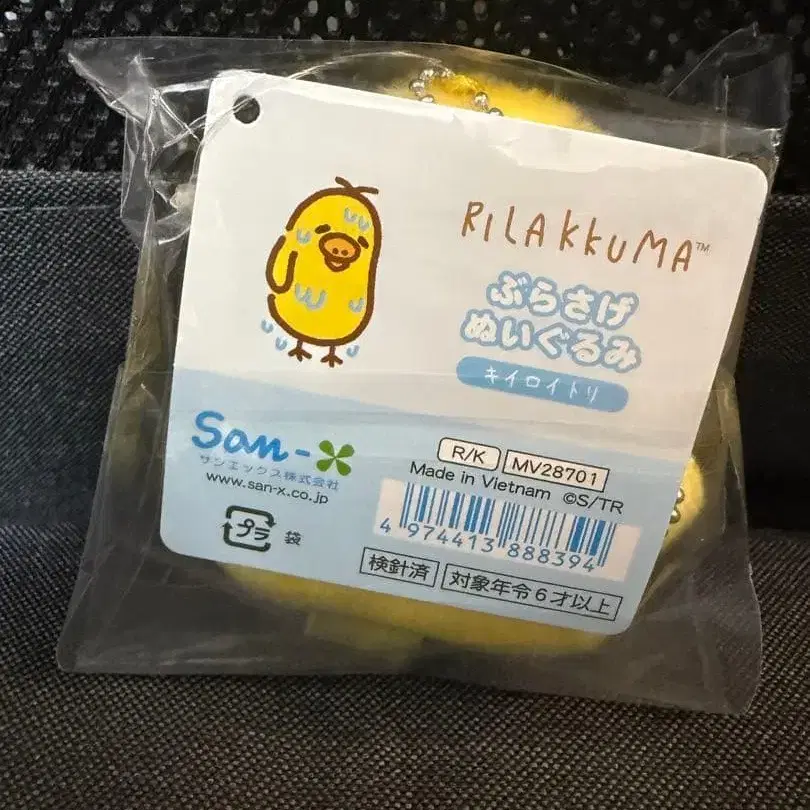 RILAKKUMA™
ぶらさげ
ぬいぐるみ
キイロイトリ
San-X
サンエックス株式会社
www.san-x.co.jp
プラ 袋
R/K MV28701
Made in Vietnam ©S/TR
4 974413 888394
検針済 対象年令6才以上